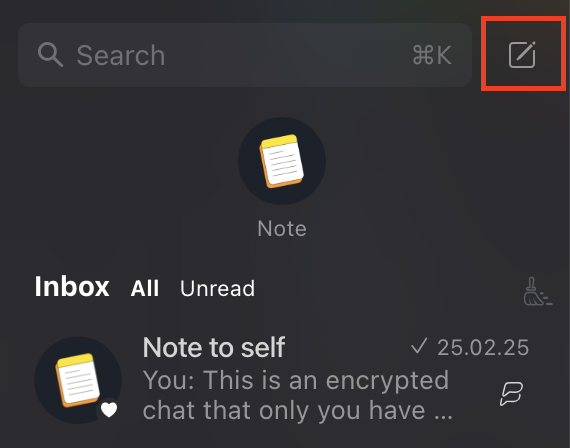 Search ⌘K
Note
Inbox All Unread
Note to self ✓ 25.02.25
You: This is an encrypted
chat that only you have ...